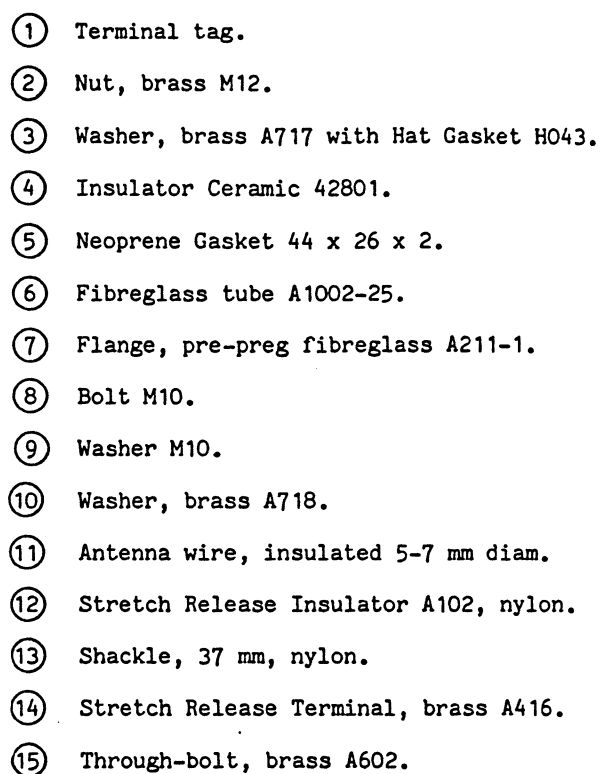 ① Terminal tag.
② Nut, brass M12.
③ Washer, brass A717 with Hat Gasket H043.
④ Insulator Ceramic 42801.
⑤ Neoprene Gasket 44 x 26 x 2.
⑥ Fibreglass tube A1002-25.
⑦ Flange, pre-preg fibreglass A211-1.
⑧ Bolt M10.
⑨ Washer M10.
⑩ Washer, brass A718.
⑪ Antenna wire, insulated 5-7 mm diam.
⑫ Stretch Release Insulator A102, nylon.
⑬ Shackle, 37 mm, nylon.
⑭ Stretch Release Terminal, brass A416.
⑮ Through-bolt, brass A602.